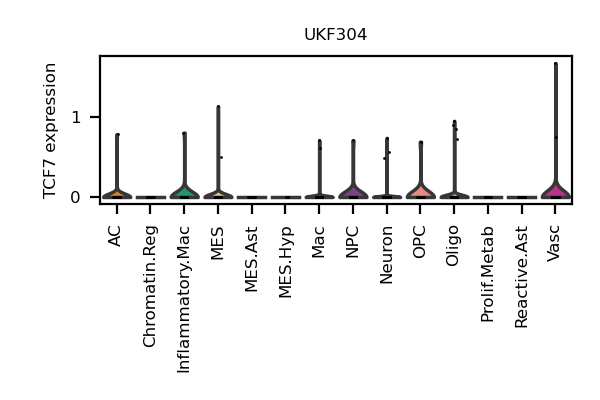 UKF304
TCF7 expression
1
0
AC
Chromatin.Reg
Inflammatory.Mac
MES
MES.Ast
MES.Hyp
Mac
NPC
Neuron
OPC
Oligo
Prolif.Metab
Reactive.Ast
Vasc